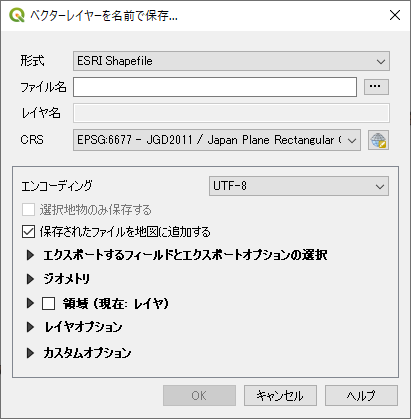 ベクターレイヤーを名前で保存...
形式 ESRI Shapefile
ファイル名 ...
レイヤ名
CRS EPSG:6677 - JGD2011 / Japan Plane Rectangular
エンコーディング UTF-8
選択地物のみ保存する
保存されたファイルを地図に追加する
エクスポートするフィールドとエクスポートオプションの選択
ジオメトリ
領域 (現在: レイヤ)
レイヤオプション
カスタムオプション
OK キャンセル ヘルプ